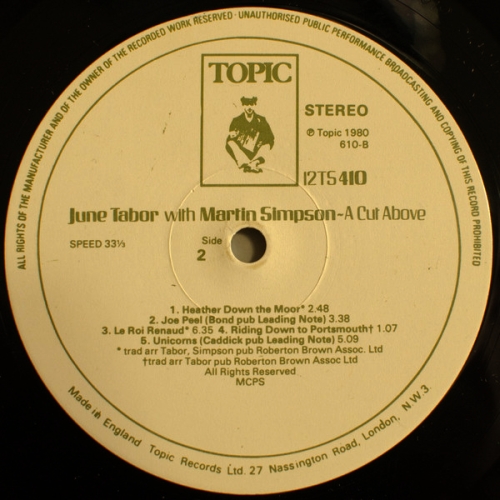 ALL RIGHTS OF THE MANUFACTURER AND OF THE OWNER OF THE RECORDED WORK RESERVED · UNAUTHORISED PUBLIC PERFORMANCE BROADCASTING AND COPYING OF THIS RECORD PROHIBITED
TOPIC
STEREO
℗ Topic 1980
610-B
12TS410
June Tabor with Martin Simpson - A Cut Above
SPEED 33⅓
Side
2
1. Heather Down the Moor* 2.48
2. Joe Peel (Bond pub Leading Note) 3.38
3. Le Roi Renaud* 6.35 4. Riding Down to Portsmouth† 1.07
5. Unicorns (Caddick pub Leading Note) 5.09
* trad arr Tabor, Simpson pub Roberton Brown Assoc. Ltd
†trad arr Tabor pub Roberton Brown Assoc Ltd
All Rights Reserved
MCPS
Made in England Topic Records Ltd. 27 Nassington Road, London, N.W.3